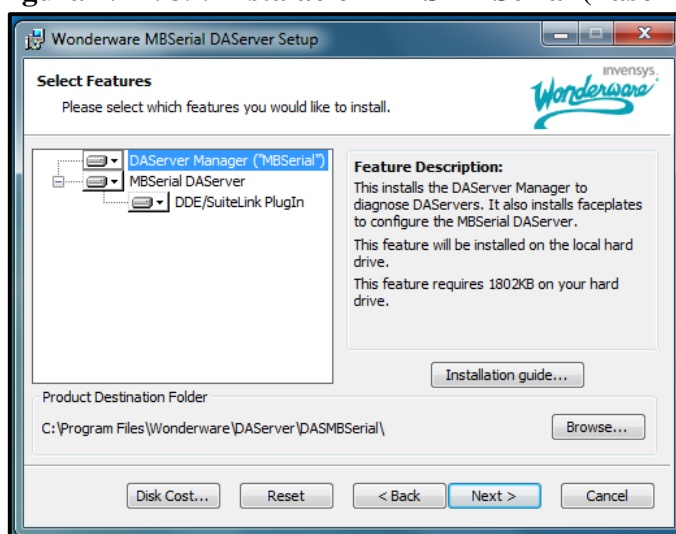 Wonderware MBSerial DAServer Setup
Select Features
Please select which features you would like to install.
invensys
Wonderware
DAServer Manager ("MBSerial")
MBSerial DAServer
DDE/SuiteLink PlugIn
Feature Description:
This installs the DAServer Manager to
diagnose DAServers. It also installs faceplates
to configure the MBSerial DAServer.
This feature will be installed on the local hard
drive.
This feature requires 1802KB on your hard
drive.
Installation guide...
Product Destination Folder
C:\Program Files\Wonderware\DAServer\DASMBSerial\
Browse...
Disk Cost...
Reset
< Back
Next >
Cancel